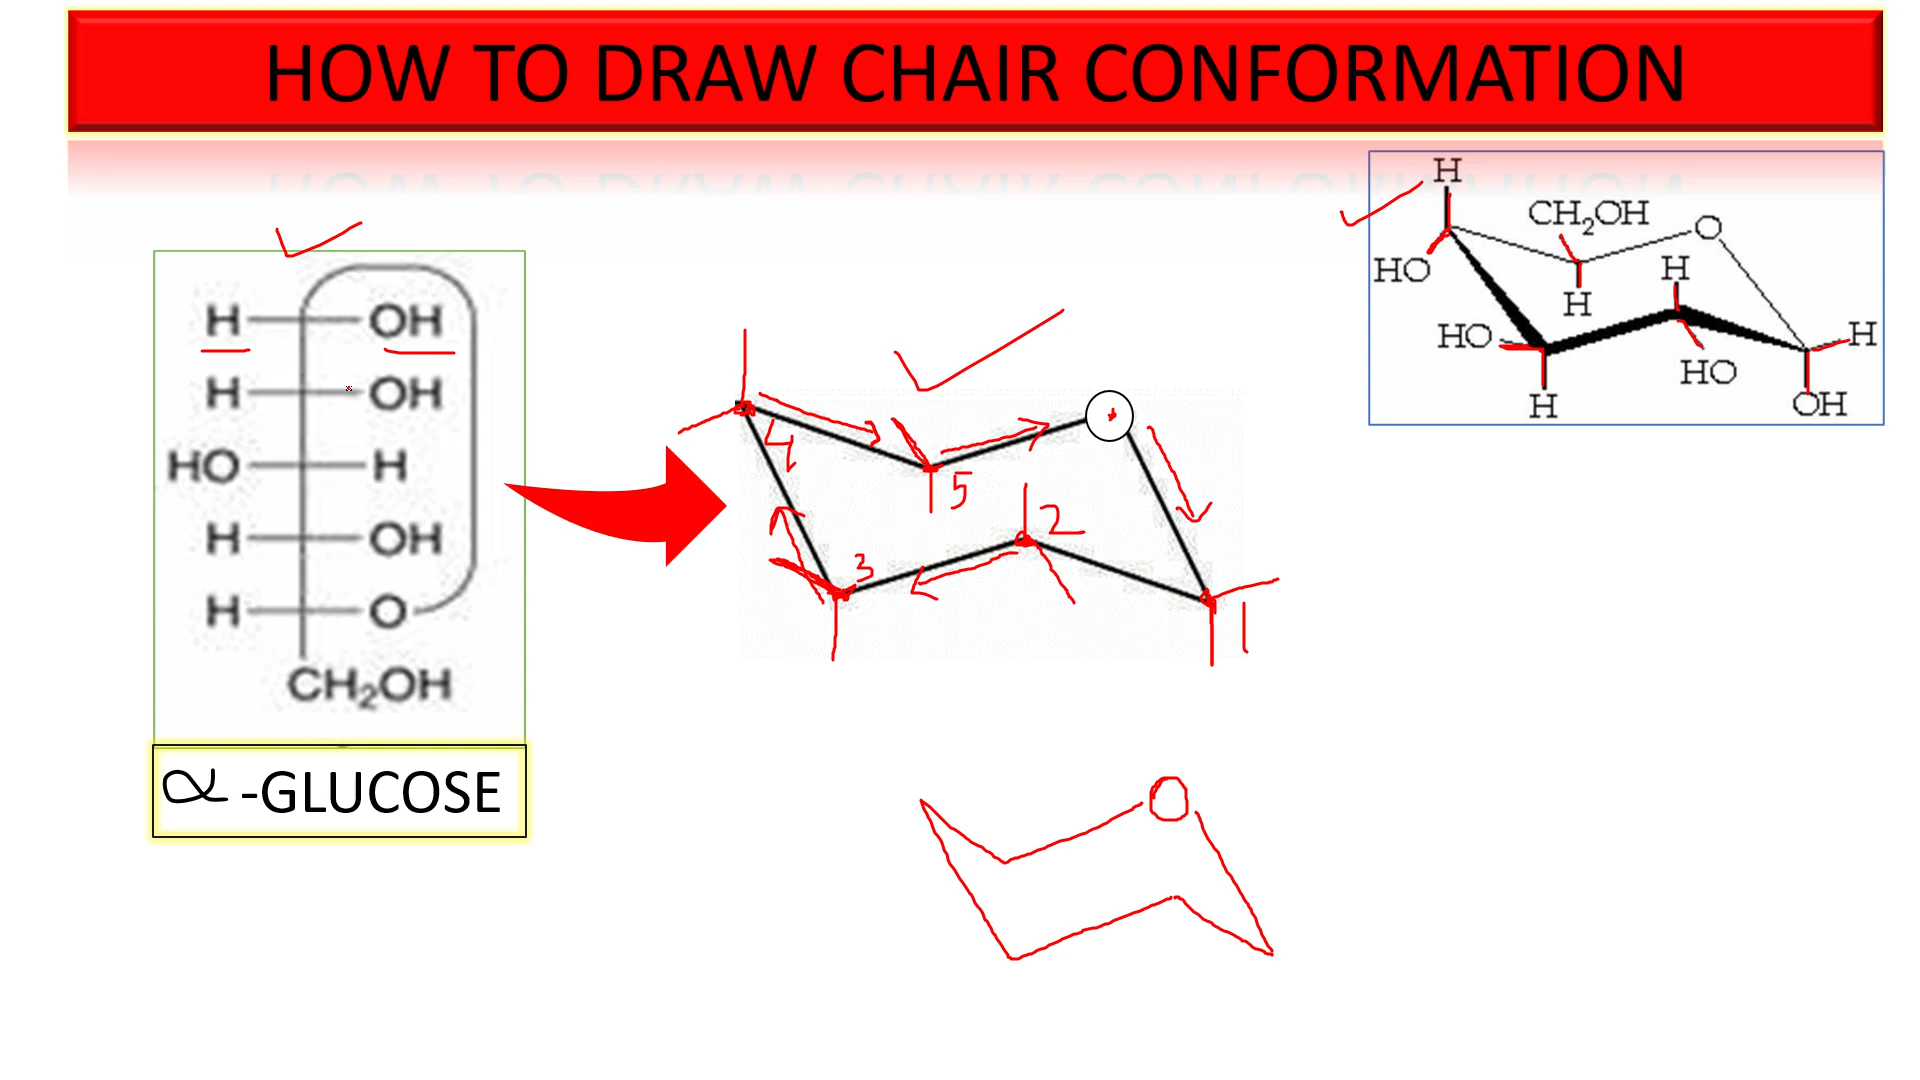 HOW TO DRAW CHAIR CONFORMATION
H OH
H OH
HO H
H OH
H O
CH₂OH
α -GLUCOSE
4
5
2
3
1
H
CH₂OH
O
HO
H
H
HO
H
HO
H
OH